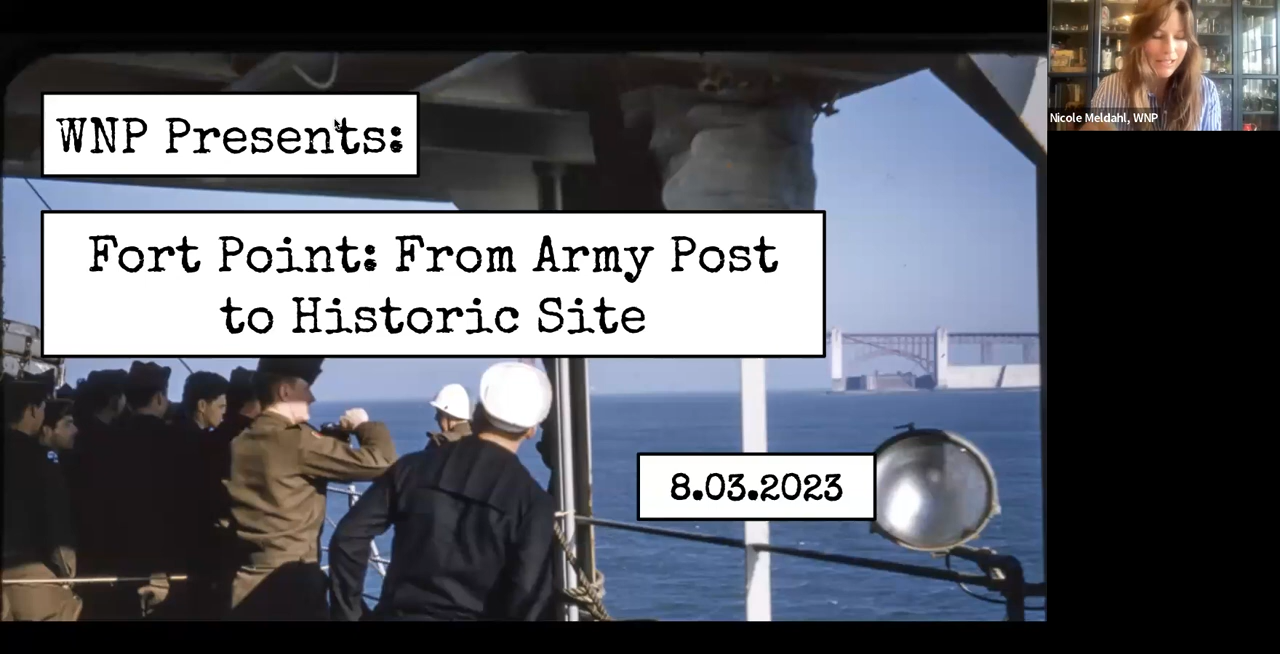 WNP Presents:
Fort Point: From Army Post
to Historic Site
8.03.2023
Nicole Meldahl, WNP